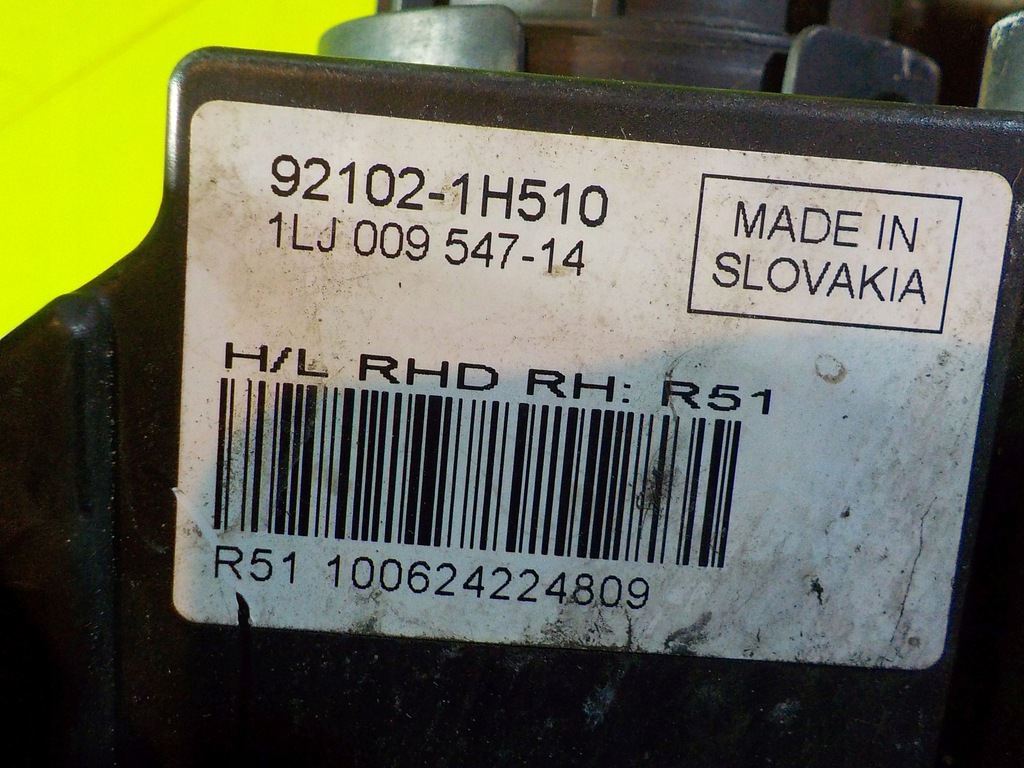 92102-1H510
1LJ 009 547-14
MADE IN
SLOVAKIA
H/L RHD RH: R51
R51 100624224809